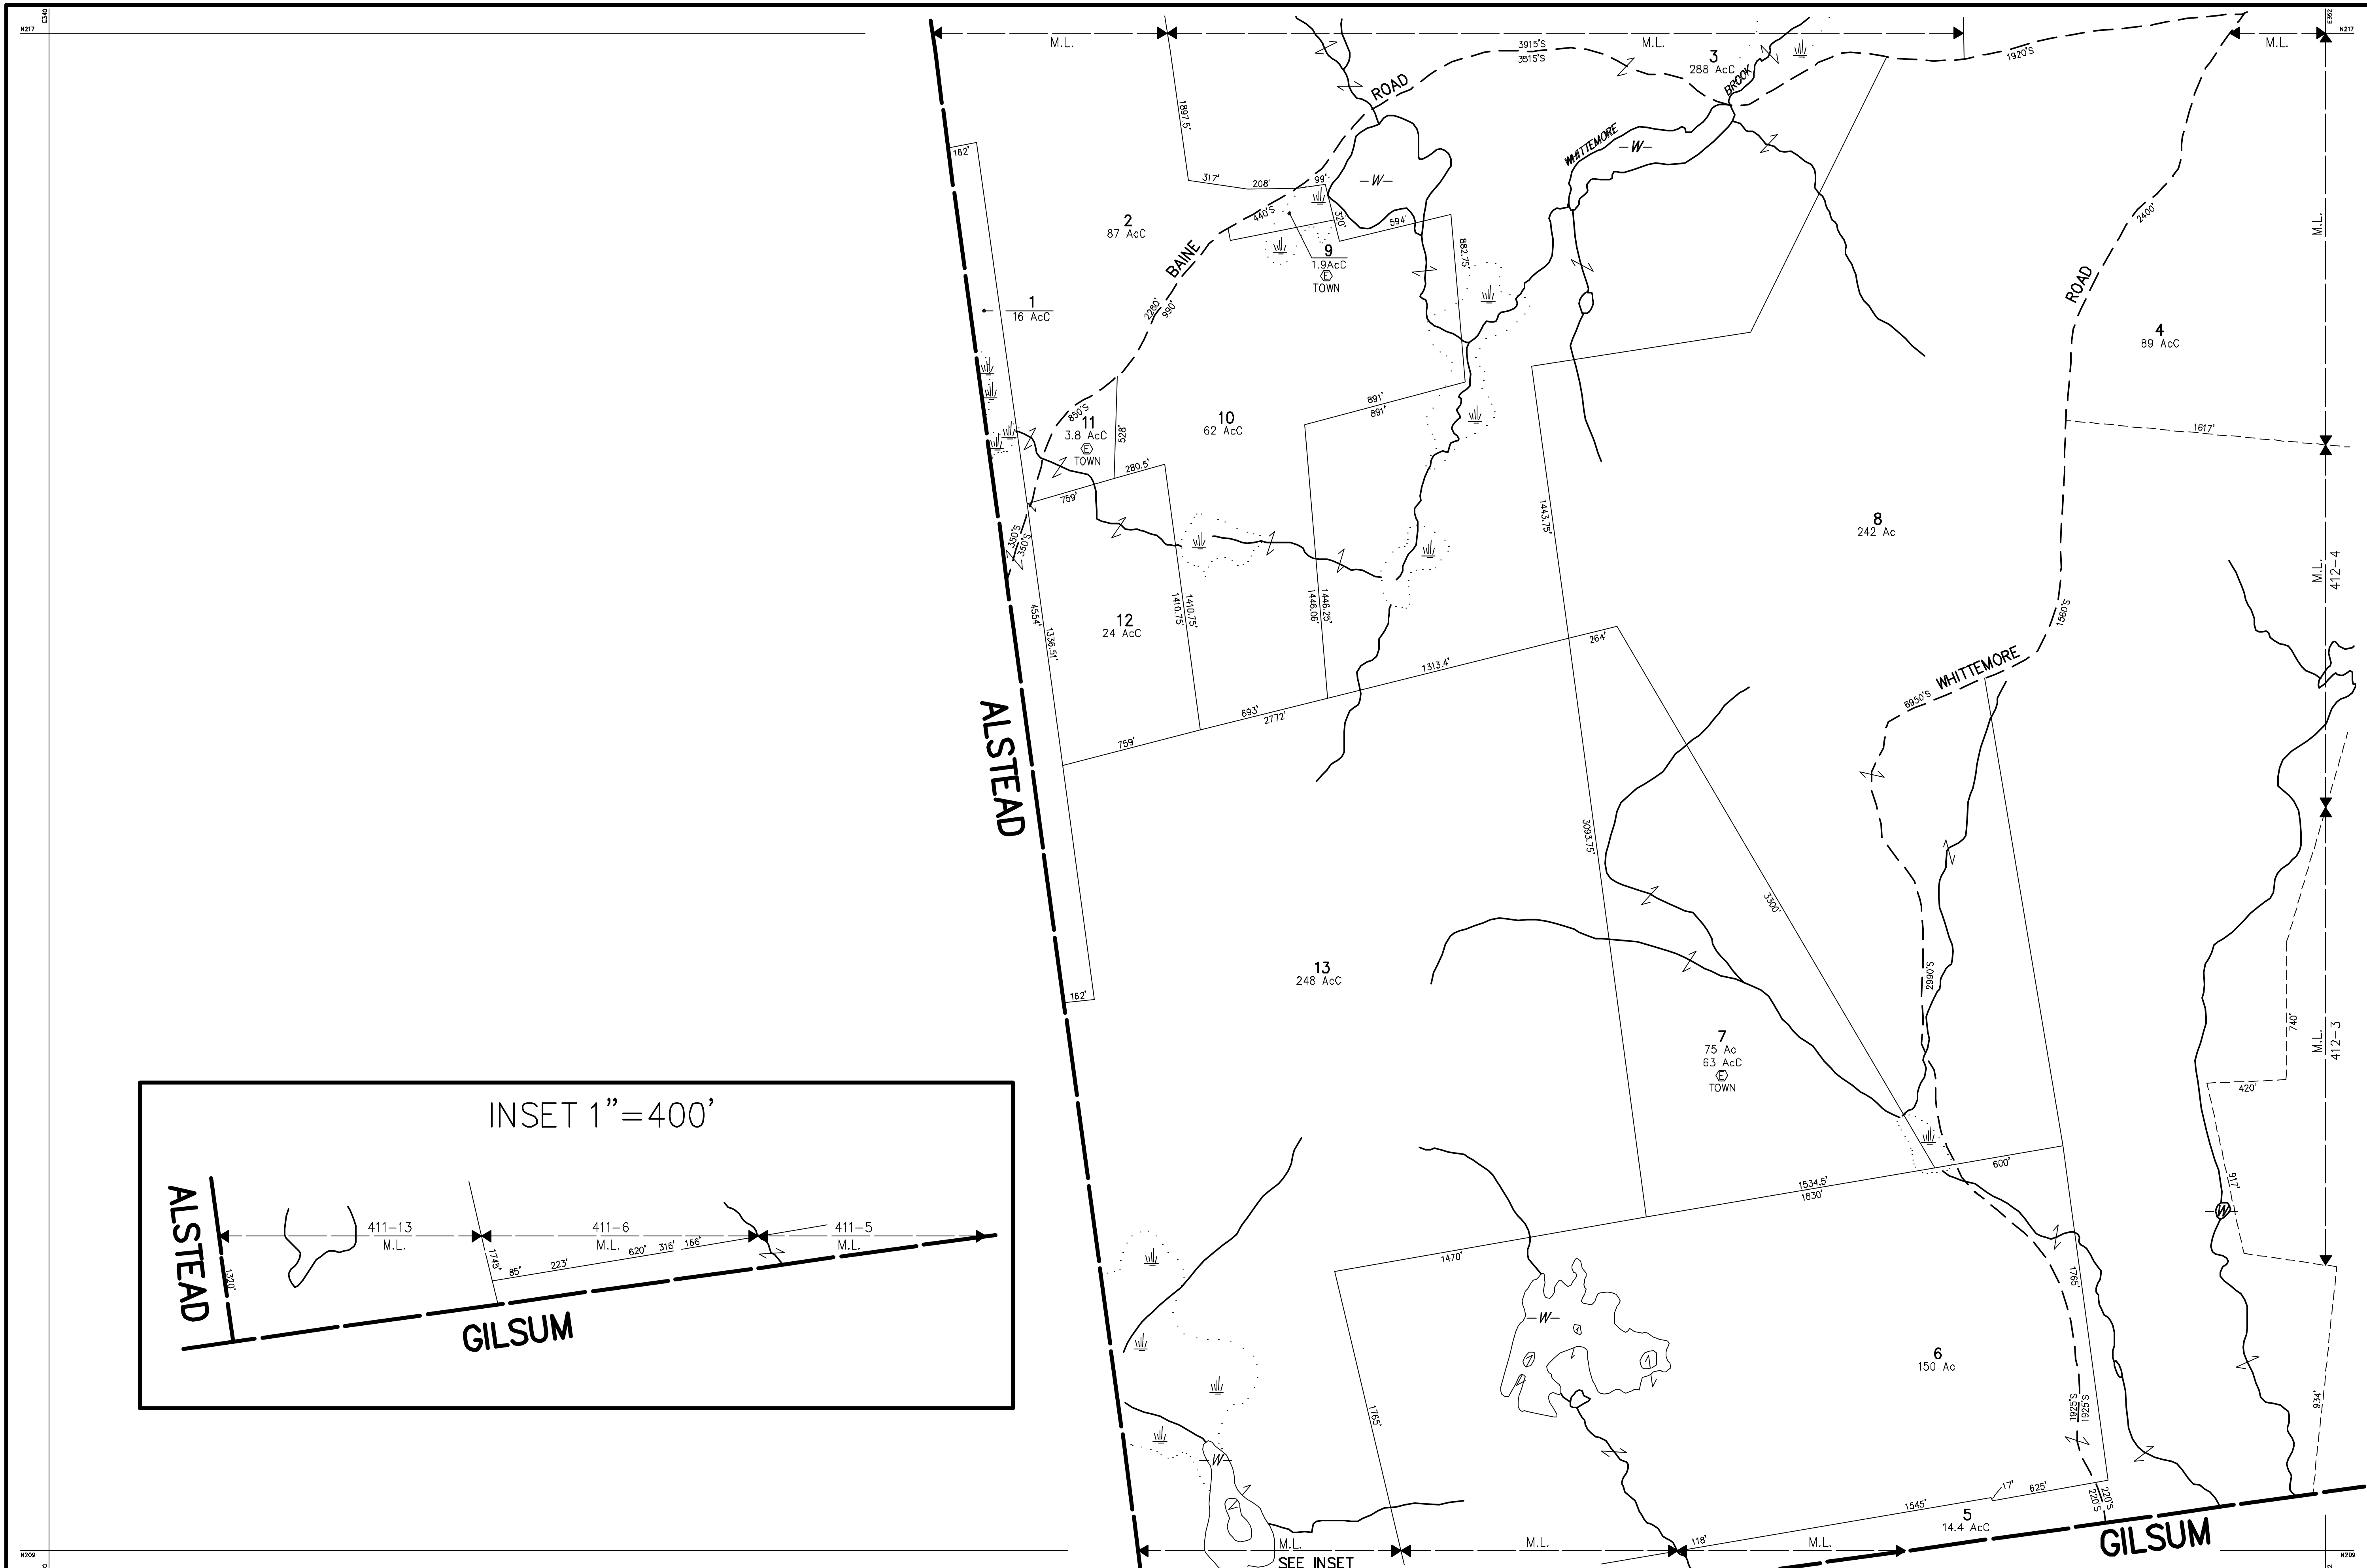 E340
N217
E362
N217
M.L.
M.L.
M.L.
3915'S
3515'S
3
288 AcC
1920'S
ROAD
BROOK
WHITTEMORE
-W-
-W-
1897.5'
162'
317'
208'
99'
440'S
320'
594'
2
87 AcC
BAINE
9
1.9AcC
E
TOWN
882.75'
2400'
M.L.
ROAD
1
16 AcC
2280'
990'
4
89 AcC
850'S
11
3.8 AcC
E
TOWN
528'
10
62 AcC
891'
891'
1617'
280.5'
759'
1443.75'
8
242 Ac
350'S
350'S
M.L.
412-4
4554'
1336.51'
12
24 AcC
1410.75'
1410.75'
1446.06'
1446.25'
1560'S
264'
1313.4'
WHITTEMORE
6950'S
693'
2772'
759'
ALSTEAD
3093.75'
3300'
13
248 AcC
162'
2990'S
740'
M.L.
412-3
7
75 Ac
63 AcC
E
TOWN
420'
INSET 1"=400'
ALSTEAD
1320'
411-13
M.L.
1745'
411-6
M.L.
85'
223'
620'
316'
166'
411-5
M.L.
GILSUM
600'
1534.5'
1830'
917'
W
1470'
1765'
-W-
6
150 Ac
1765'
1925'S
1925'S
934'
-W-
17'
625'
1545'
220'S
220'S
118'
5
14.4 AcC
GILSUM
M.L.
M.L.
M.L.
SEE INSET
N209
N209